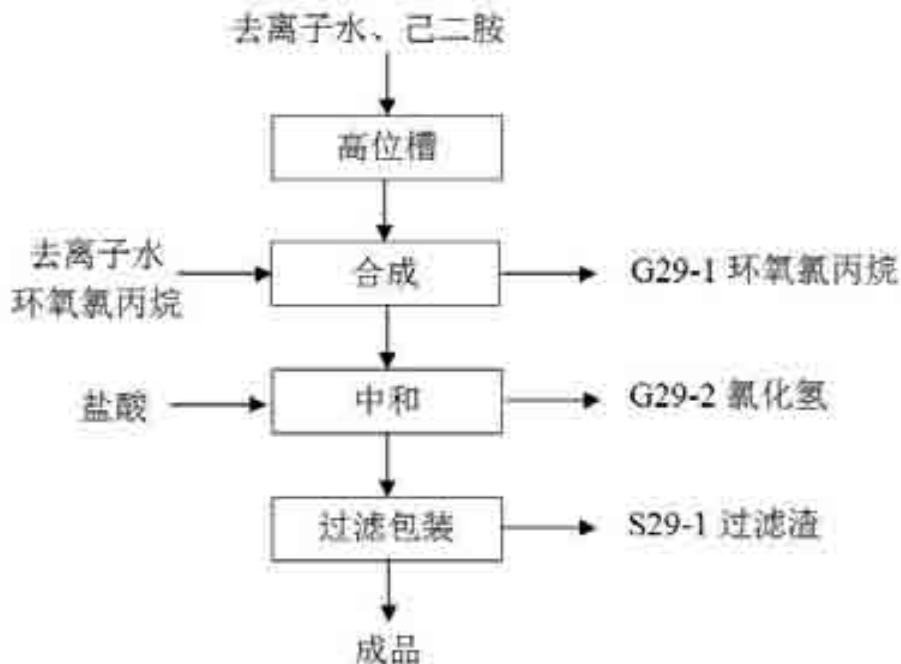 去离子水、己二胺
高位槽
去离子水
环氧氯丙烷
合成
G29-1 环氧氯丙烷
盐酸
中和
G29-2 氯化氢
过滤包装
S29-1 过滤渣
成品